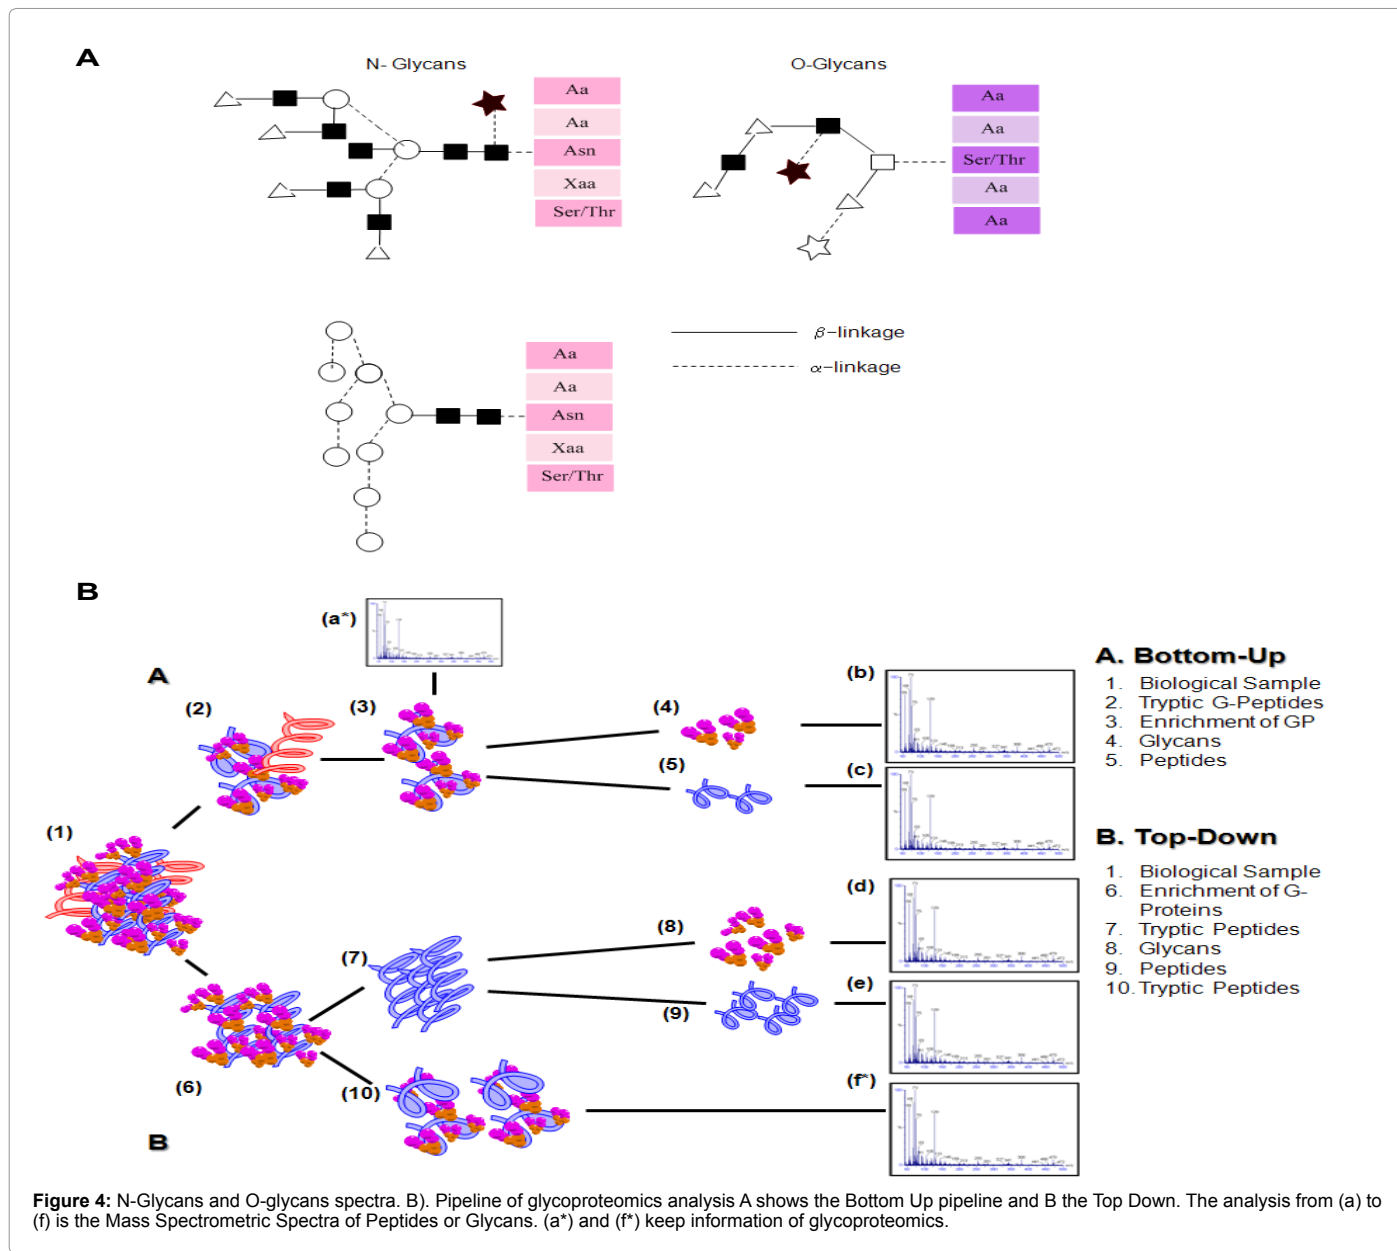 A
N- Glycans
O-Glycans
Aa
Aa
Asn
Xaa
Ser/Thr
Aa
Aa
Ser/Thr
Aa
Aa
β-linkage
α-linkage
Aa
Aa
Asn
Xaa
Ser/Thr
B
(a*)
A
(2)
(3)
(4)
(5)
(b)
(c)
(1)
A. Bottom-Up
1. Biological Sample
2. Tryptic G-Peptides
3. Enrichment of GP
4. Glycans
5. Peptides
B. Top-Down
1. Biological Sample
6. Enrichment of G-
Proteins
7. Tryptic Peptides
8. Glycans
9. Peptides
10. Tryptic Peptides
(d)
(8)
(7)
(e)
(9)
(6)
(10)
(f*)
B
Figure 4: N-Glycans and O-glycans spectra. B). Pipeline of glycoproteomics analysis A shows the Bottom Up pipeline and B the Top Down. The analysis from (a) to
(f) is the Mass Spectrometric Spectra of Peptides or Glycans. (a*) and (f*) keep information of glycoproteomics.